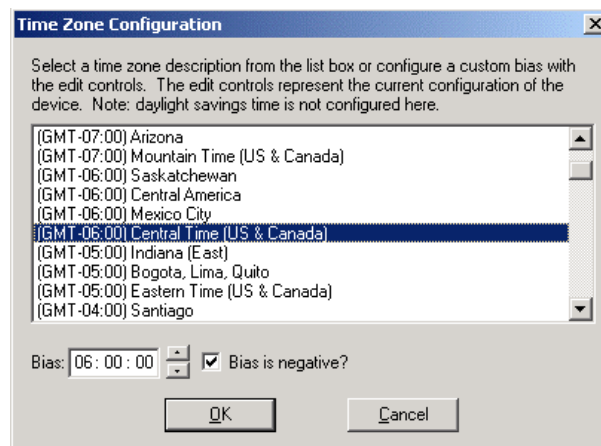 Time Zone Configuration
Select a time zone description from the list box or configure a custom bias with
the edit controls.  The edit controls represent the current configuration of the
device.  Note: daylight savings time is not configured here.
(GMT-07:00) Arizona
(GMT-07:00) Mountain Time (US & Canada)
(GMT-06:00) Saskatchewan
(GMT-06:00) Central America
(GMT-06:00) Mexico City
(GMT-06:00) Central Time (US & Canada)
(GMT-05:00) Indiana (East)
(GMT-05:00) Bogota, Lima, Quito
(GMT-05:00) Eastern Time (US & Canada)
(GMT-04:00) Santiago
Bias: 06 : 00 : 00 Bias is negative?
OK Cancel